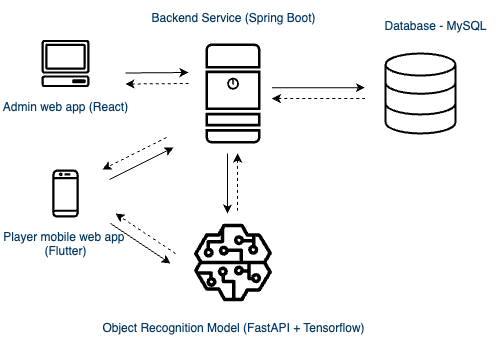 Backend Service (Spring Boot)
Database - MySQL
Admin web app (React)
Player mobile web app
(Flutter)
Object Recognition Model (FastAPI + Tensorflow)